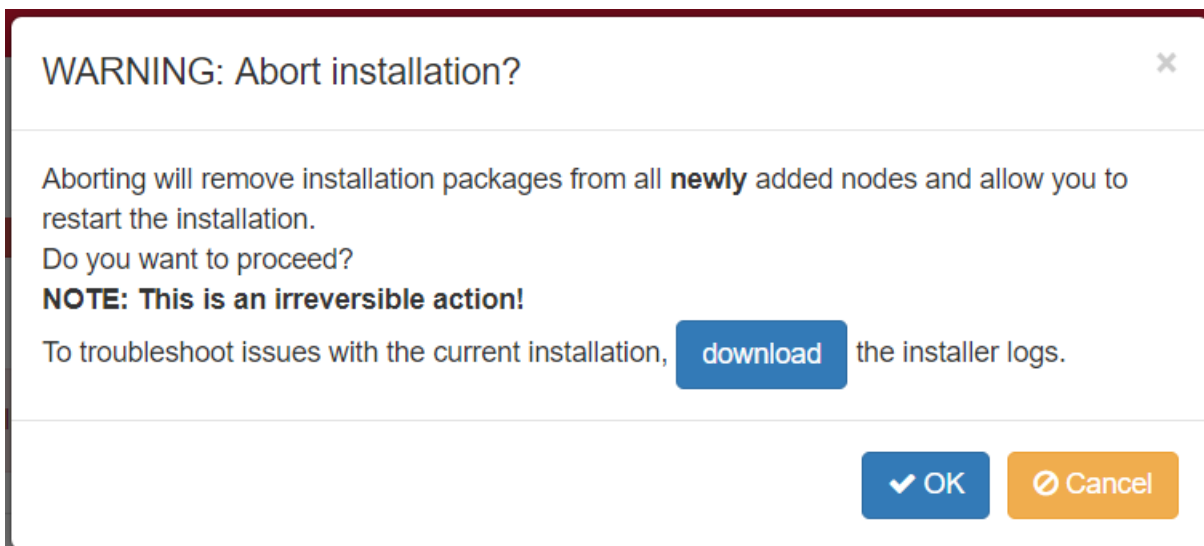 WARNING: Abort installation?
×
Aborting will remove installation packages from all newly added nodes and allow you to
restart the installation.
Do you want to proceed?
NOTE: This is an irreversible action!
To troubleshoot issues with the current installation, download the installer logs.
OK Cancel